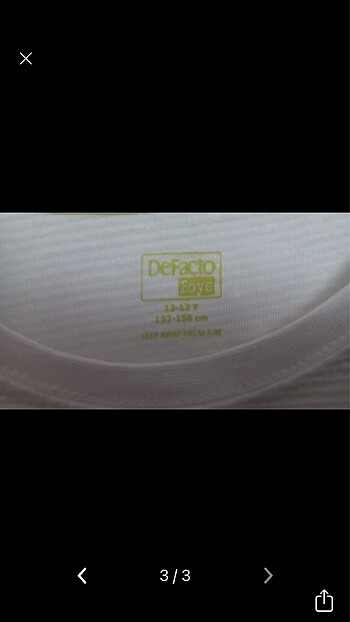 DeFacto
Boys
12-13 Y
152-158 cm
KEEP AWAY FROM FIRE
3/3